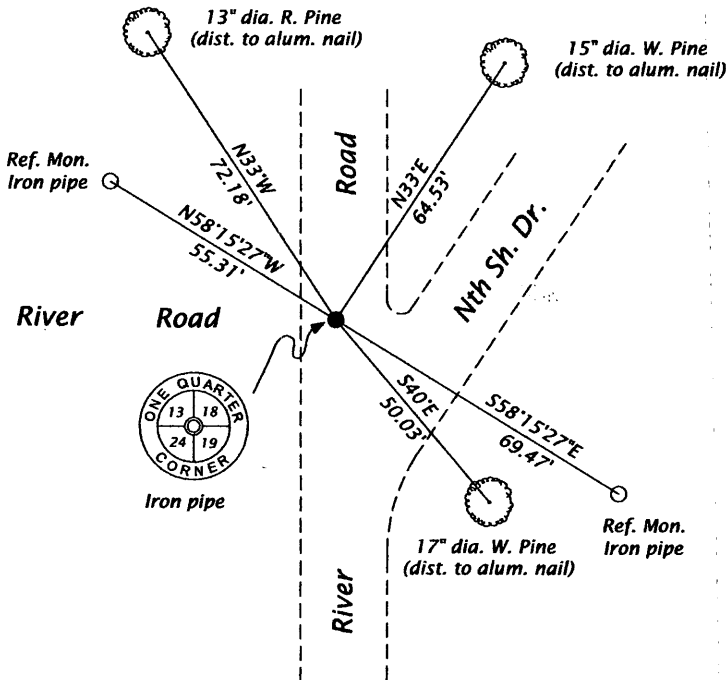 13" dia. R. Pine
(dist. to alum. nail)
15" dia. W. Pine
(dist. to alum. nail)
Ref. Mon.
Iron pipe
N33°W
72.18'
Road
N33°E
64.53'
N58°15'27"W
55.31'
Nth Sh. Dr.
River Road
ONE QUARTER
13 18
24 19
CORNER
Iron pipe
S40°E
50.03'
S58°15'27"E
69.47'
Ref. Mon.
Iron pipe
17" dia. W. Pine
(dist. to alum. nail)
River